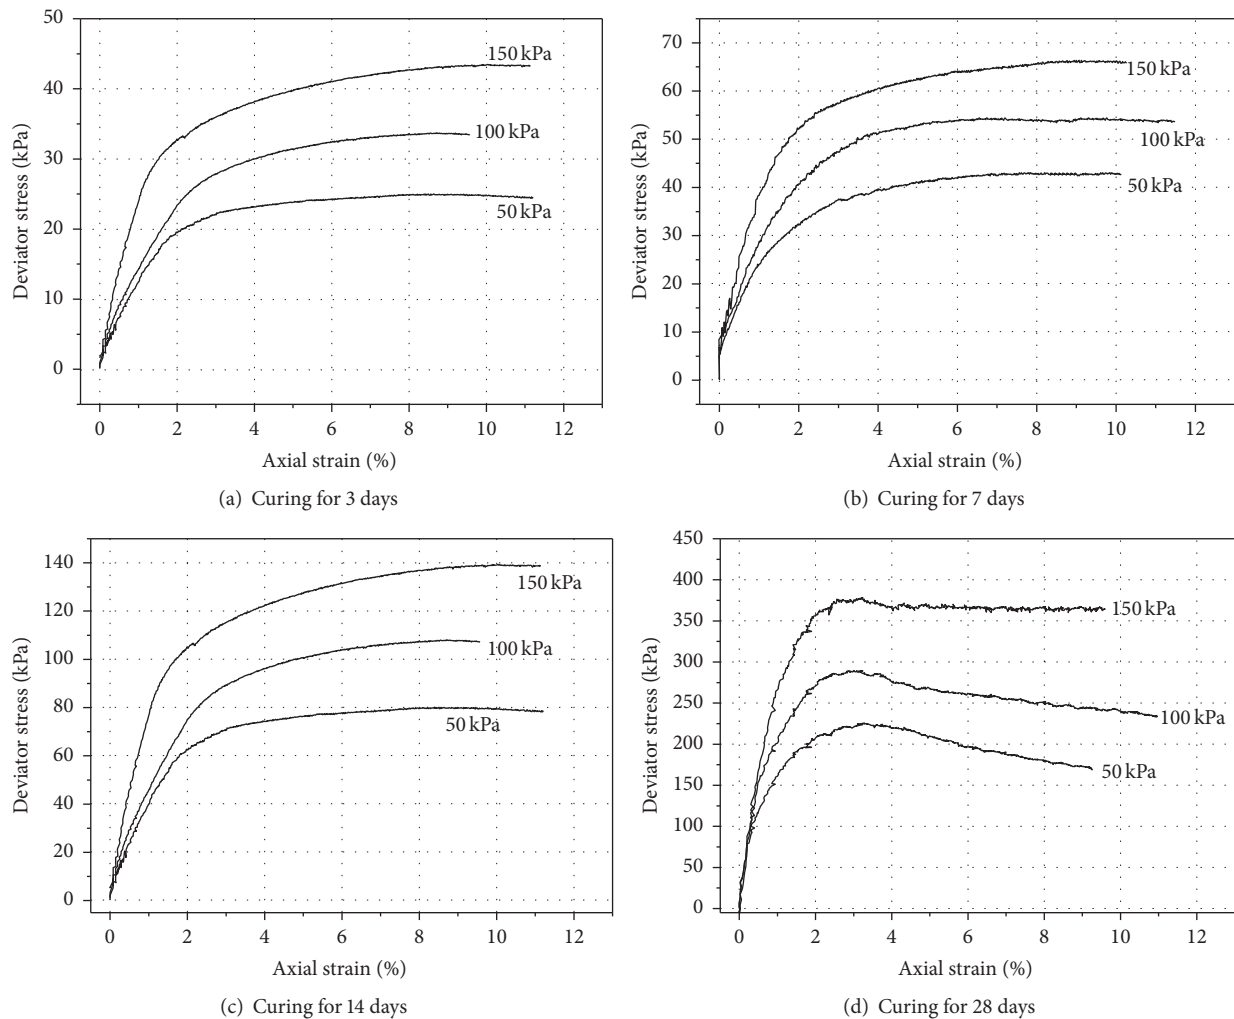 50
40
30
20
10
0
Deviator stress (kPa)
150 kPa
100 kPa
50 kPa
0 2 4 6 8 10 12
Axial strain (%)
(a) Curing for 3 days
70
60
50
40
30
20
10
0
Deviator stress (kPa)
150 kPa
100 kPa
50 kPa
0 2 4 6 8 10 12
Axial strain (%)
(b) Curing for 7 days
140
120
100
80
60
40
20
0
Deviator stress (kPa)
150 kPa
100 kPa
50 kPa
0 2 4 6 8 10 12
Axial strain (%)
(c) Curing for 14 days
450
400
350
300
250
200
150
100
50
0
Deviator stress (kPa)
150 kPa
100 kPa
50 kPa
0 2 4 6 8 10 12
Axial strain (%)
(d) Curing for 28 days